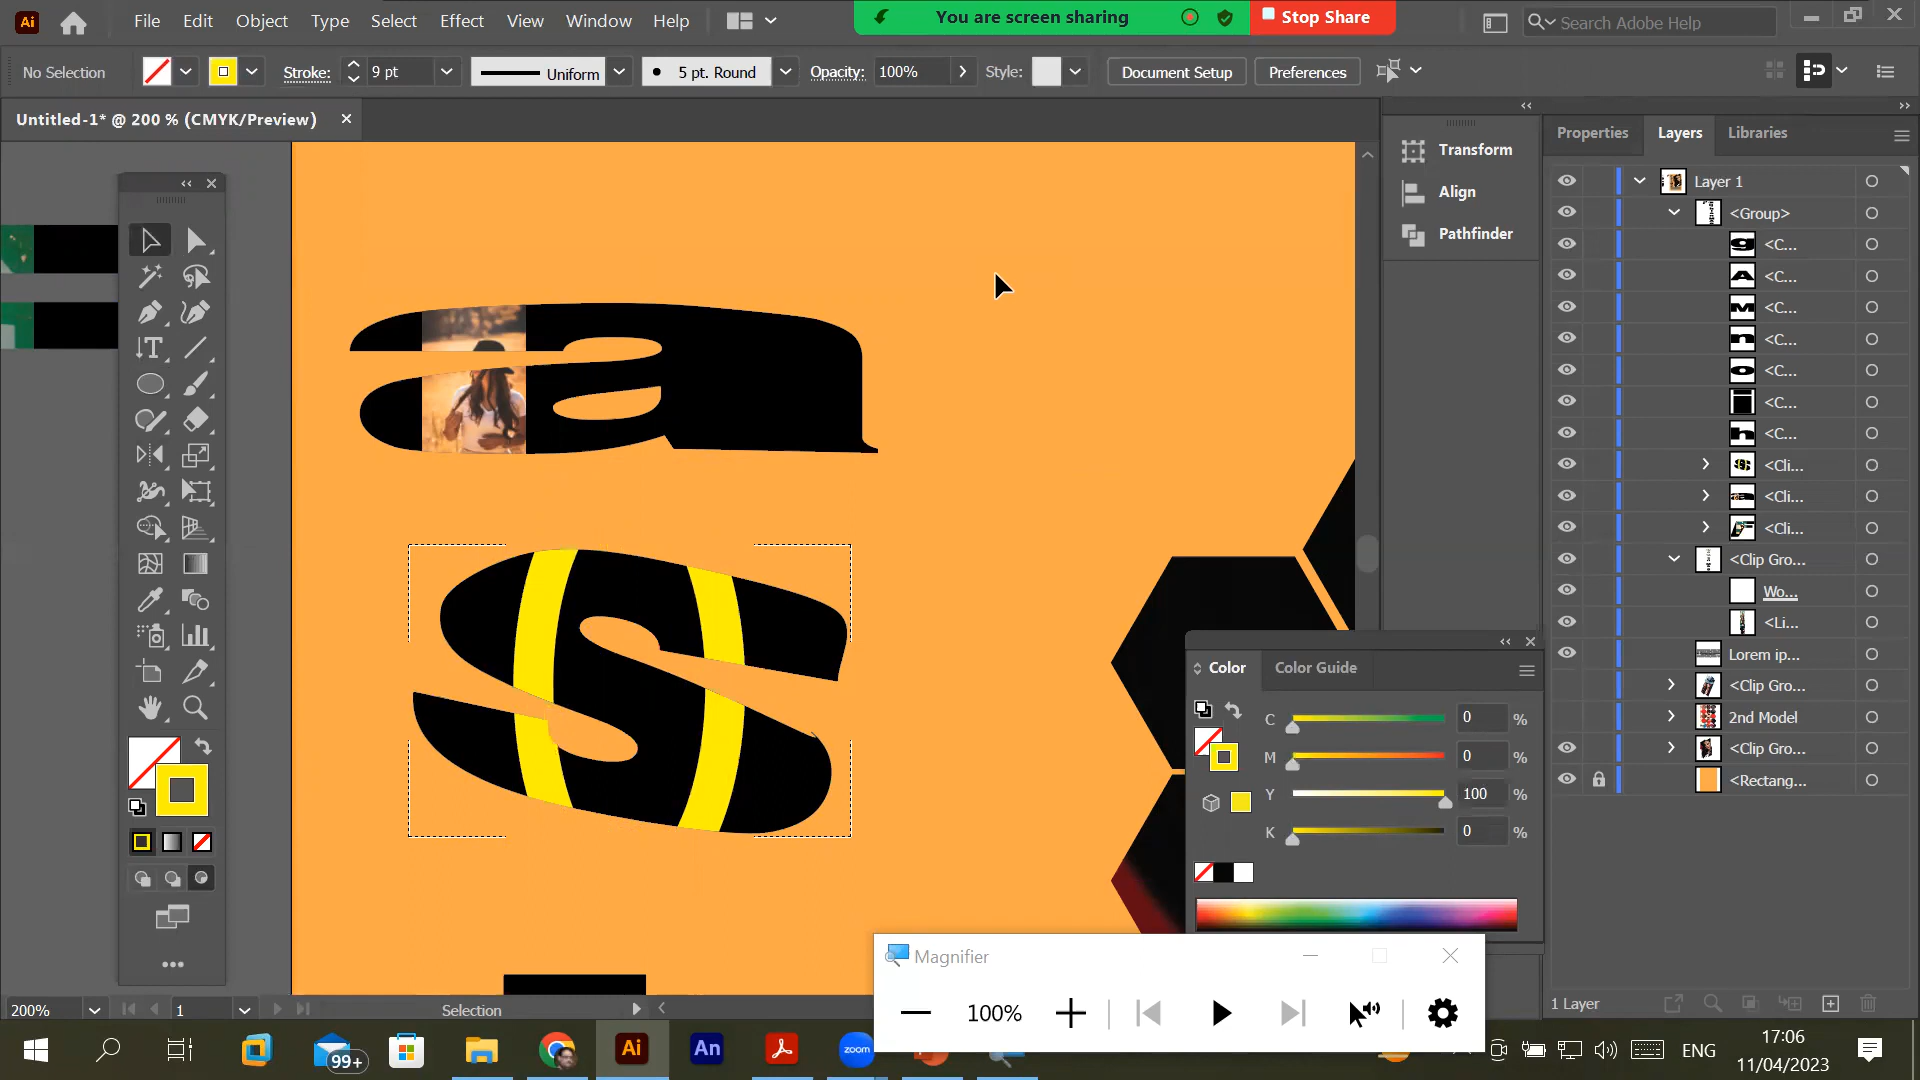 Ai
File Edit Object Type Select Effect View Window Help
You are screen sharing
Stop Share
Search Adobe Help
No Selection
Stroke: 9 pt
Uniform
5 pt. Round
Opacity: 100%
Style:
Document Setup
Preferences
Untitled-1* @ 200 % (CMYK/Preview)
Transform
Align
Pathfinder
Properties Layers Libraries
Layer 1
<Group>
<C...
<C...
<C...
<C...
<C...
<C...
<C...
<Cli...
<Cli...
<Cli...
<Clip Gro...
Wo...
<Li...
Lorem ip...
<Clip Gro...
2nd Model
<Clip Gro...
<Rectang...
a
s
Color Color Guide
C 0 %
M 0 %
Y 100 %
K 0 %
Magnifier
100%
200%
1
Selection
1 Layer
99+
Ai
An
zoom
ENG
17:06
11/04/2023